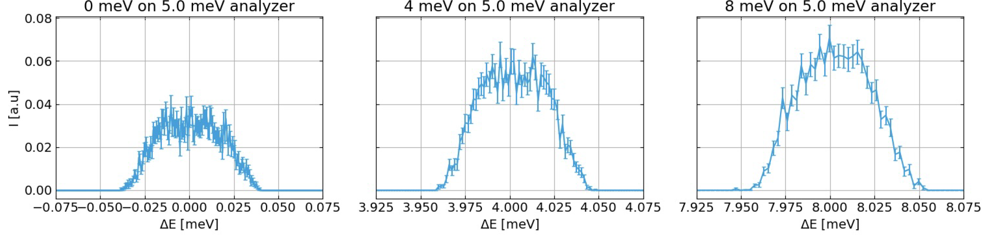 0 meV on 5.0 meV analyzer
4 meV on 5.0 meV analyzer
8 meV on 5.0 meV analyzer
0.08
0.06
0.04
0.02
0.00
I [a.u]
−0.075 −0.050 −0.025 0.000 0.025 0.050 0.075
3.925 3.950 3.975 4.000 4.025 4.050 4.075
7.925 7.950 7.975 8.000 8.025 8.050 8.075
ΔE [meV]
ΔE [meV]
ΔE [meV]